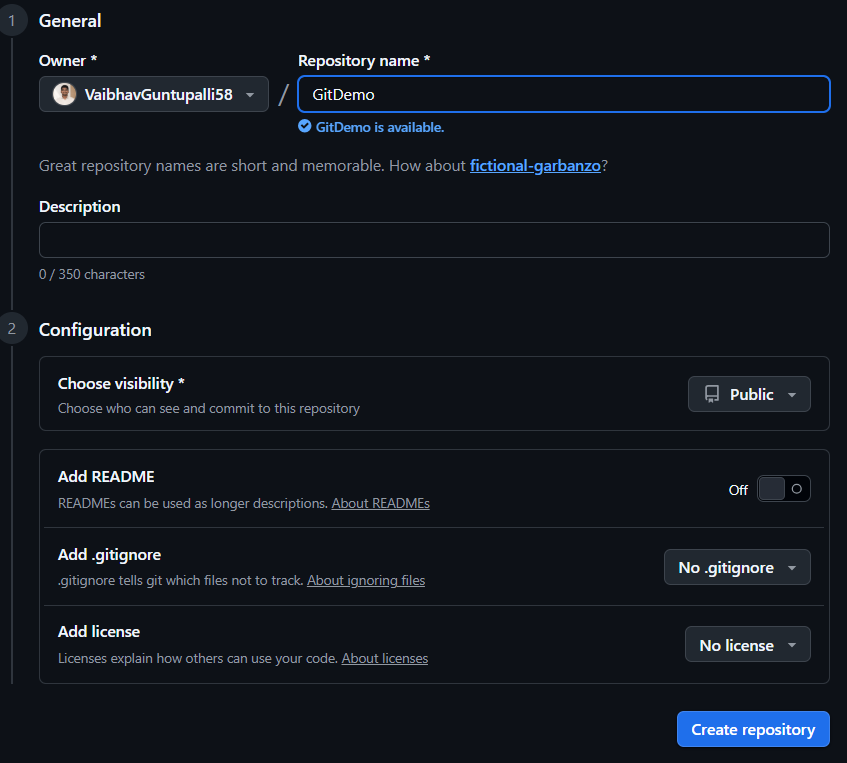 1 General
Owner * Repository name *
VaibhavGuntupalli58 / GitDemo
GitDemo is available.
Great repository names are short and memorable. How about fictional-garbanzo?
Description
0 / 350 characters
2 Configuration
Choose visibility *
Choose who can see and commit to this repository
Public
Add README
READMEs can be used as longer descriptions. About READMEs
Off
Add .gitignore
.gitignore tells git which files not to track. About ignoring files
No .gitignore
Add license
Licenses explain how others can use your code. About licenses
No license
Create repository